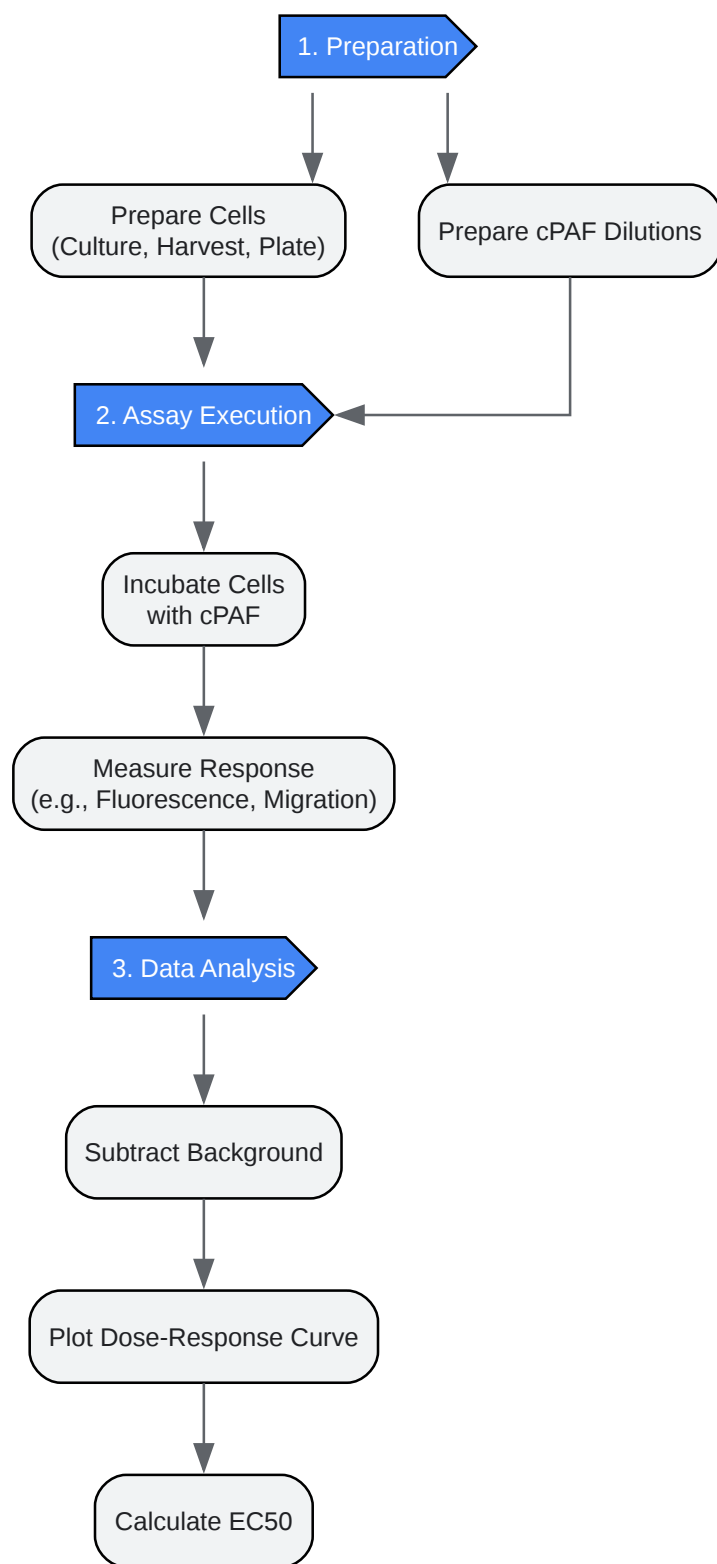 1. Preparation
Prepare Cells
(Culture, Harvest, Plate)
Prepare cPAF Dilutions
2. Assay Execution
Incubate Cells
with cPAF
Measure Response
(e.g., Fluorescence, Migration)
3. Data Analysis
Subtract Background
Plot Dose-Response Curve
Calculate EC50